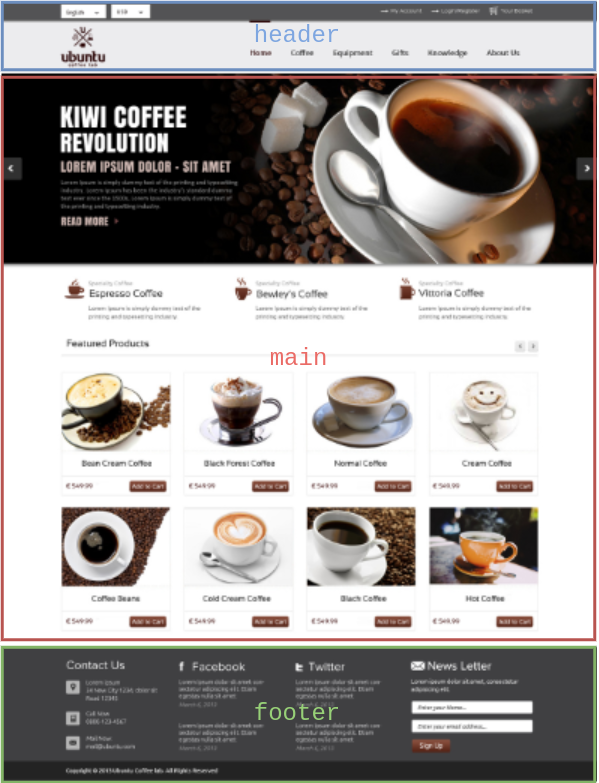 English
My Account
Login/Register
Your Basket
header
ubuntu
coffee lab
Home Coffee Equipment Gifts Knowledge About Us
KIWI COFFEE
REVOLUTION
LOREM IPSUM DOLOR - SIT AMET
Lorem Ipsum is simply dummy text of the printing and typesetting
industry. Lorem Ipsum has been the industry's standard dummy
text ever since the 1500s, Lorem Ipsum is simply dummy text of
the printing and typesetting industry.
READ MORE >
Specialty Coffee
Espresso Coffee
Lorem Ipsum is simply dummy text of the
printing and typesetting industry.
Specialty Coffee
Bewley's Coffee
Lorem Ipsum is simply dummy text of the
printing and typesetting industry.
Specialty Coffee
Vittoria Coffee
Lorem Ipsum is simply dummy text of the
printing and typesetting industry.
Featured Products
main
Bean Cream Coffee
€ 549.99 Add to Cart
Black Forest Coffee
€ 549.99 Add to Cart
Normal Coffee
€ 549.99 Add to Cart
Cream Coffee
€ 549.99 Add to Cart
Coffee Beans
€ 549.99 Add to Cart
Cold Cream Coffee
€ 549.99 Add to Cart
Black Coffee
€ 549.99 Add to Cart
Hot Coffee
€ 549.99 Add to Cart
Contact Us
Lorem Ipsum
Road 12345
Call Now
Mail Now
mail@ubuntu.com
Facebook
Lorem ipsum dolor sit amet con
sectetur adipiscing elit. Etiam
egestas nulla sit amet
March 6, 2013
Lorem ipsum dolor sit amet con
sectetur adipiscing elit. Etiam
egestas nulla sit amet
March 6, 2013
Twitter
Lorem ipsum dolor sit amet con
sectetur adipiscing elit. Etiam
egestas nulla sit amet
March 6, 2013
Lorem ipsum dolor sit amet con
sectetur adipiscing elit. Etiam
egestas nulla sit amet
March 6, 2013
News Letter
Lorem ipsum dolor sit amet, consectetur
adipiscing elit.
Enter your Name...
Enter your email address...
Sign Up
footer
Copyright © 2013 Ubuntu Coffee lab. All Rights Reserved